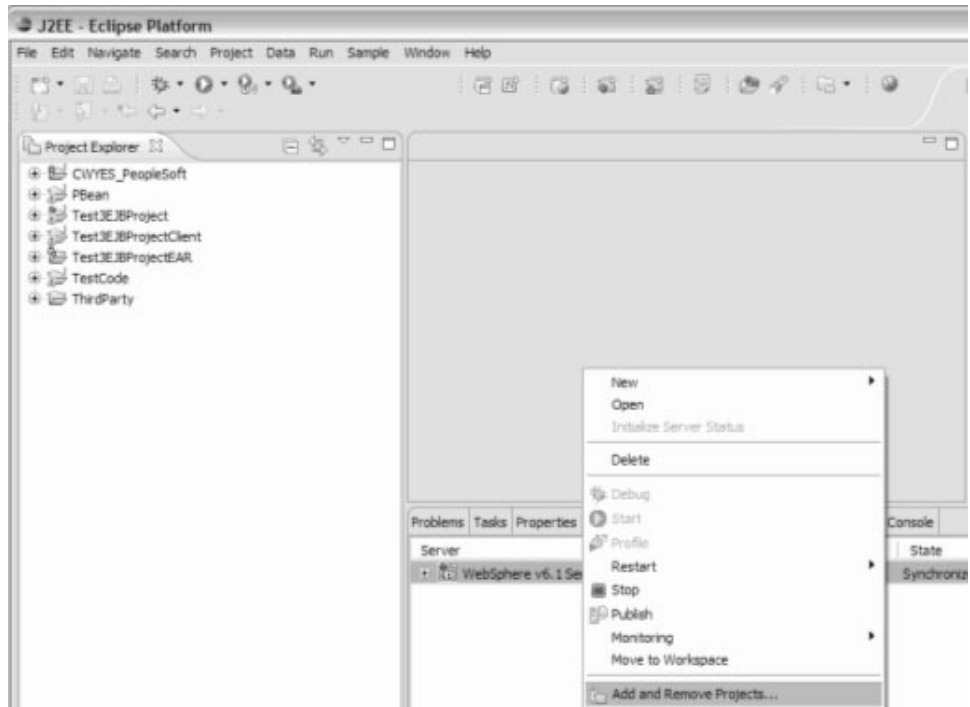 J2EE - Eclipse Platform
File Edit Navigate Search Project Data Run Sample Window Help
Project Explorer
CWYES_PeopleSoft
PBean
Test3EJBProject
Test3EJBProjectClient
Test3EJBProjectEAR
TestCode
ThirdParty
New
Open
Initialize Server Status
Delete
Debug
Start
Profile
Restart
Stop
Publish
Monitoring
Move to Workspace
Add and Remove Projects...
Problems Tasks Properties Console
Server State
WebSphere v6.1 Se Synchroniz